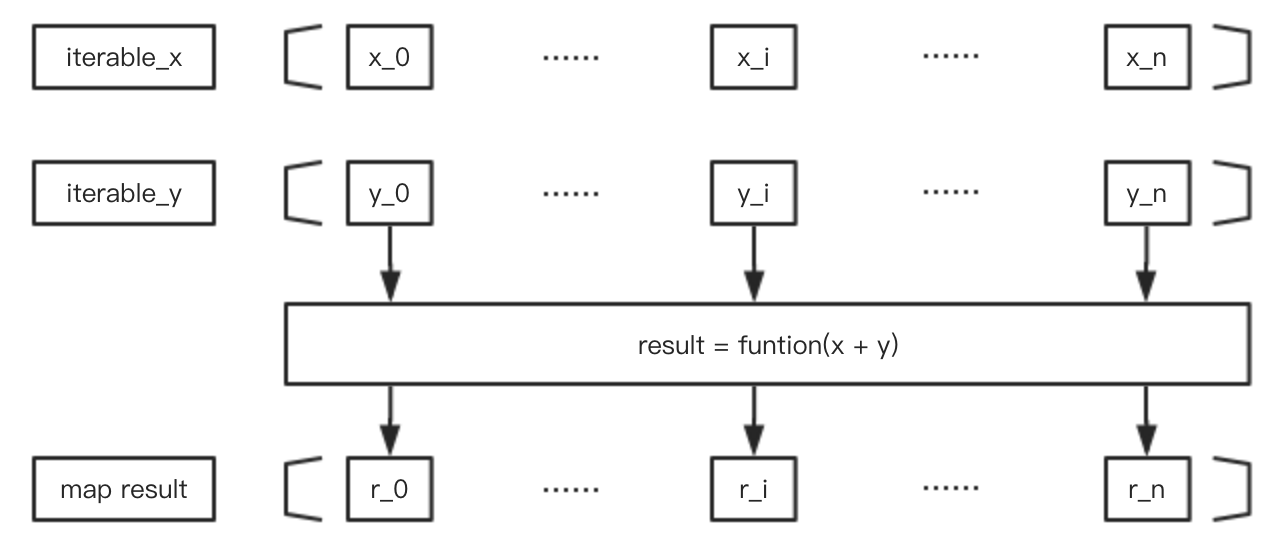 iterable_x x_0 ...... x_i ...... x_n
iterable_y y_0 ...... y_i ...... y_n
result = funtion(x + y)
map result r_0 ...... r_i ...... r_n